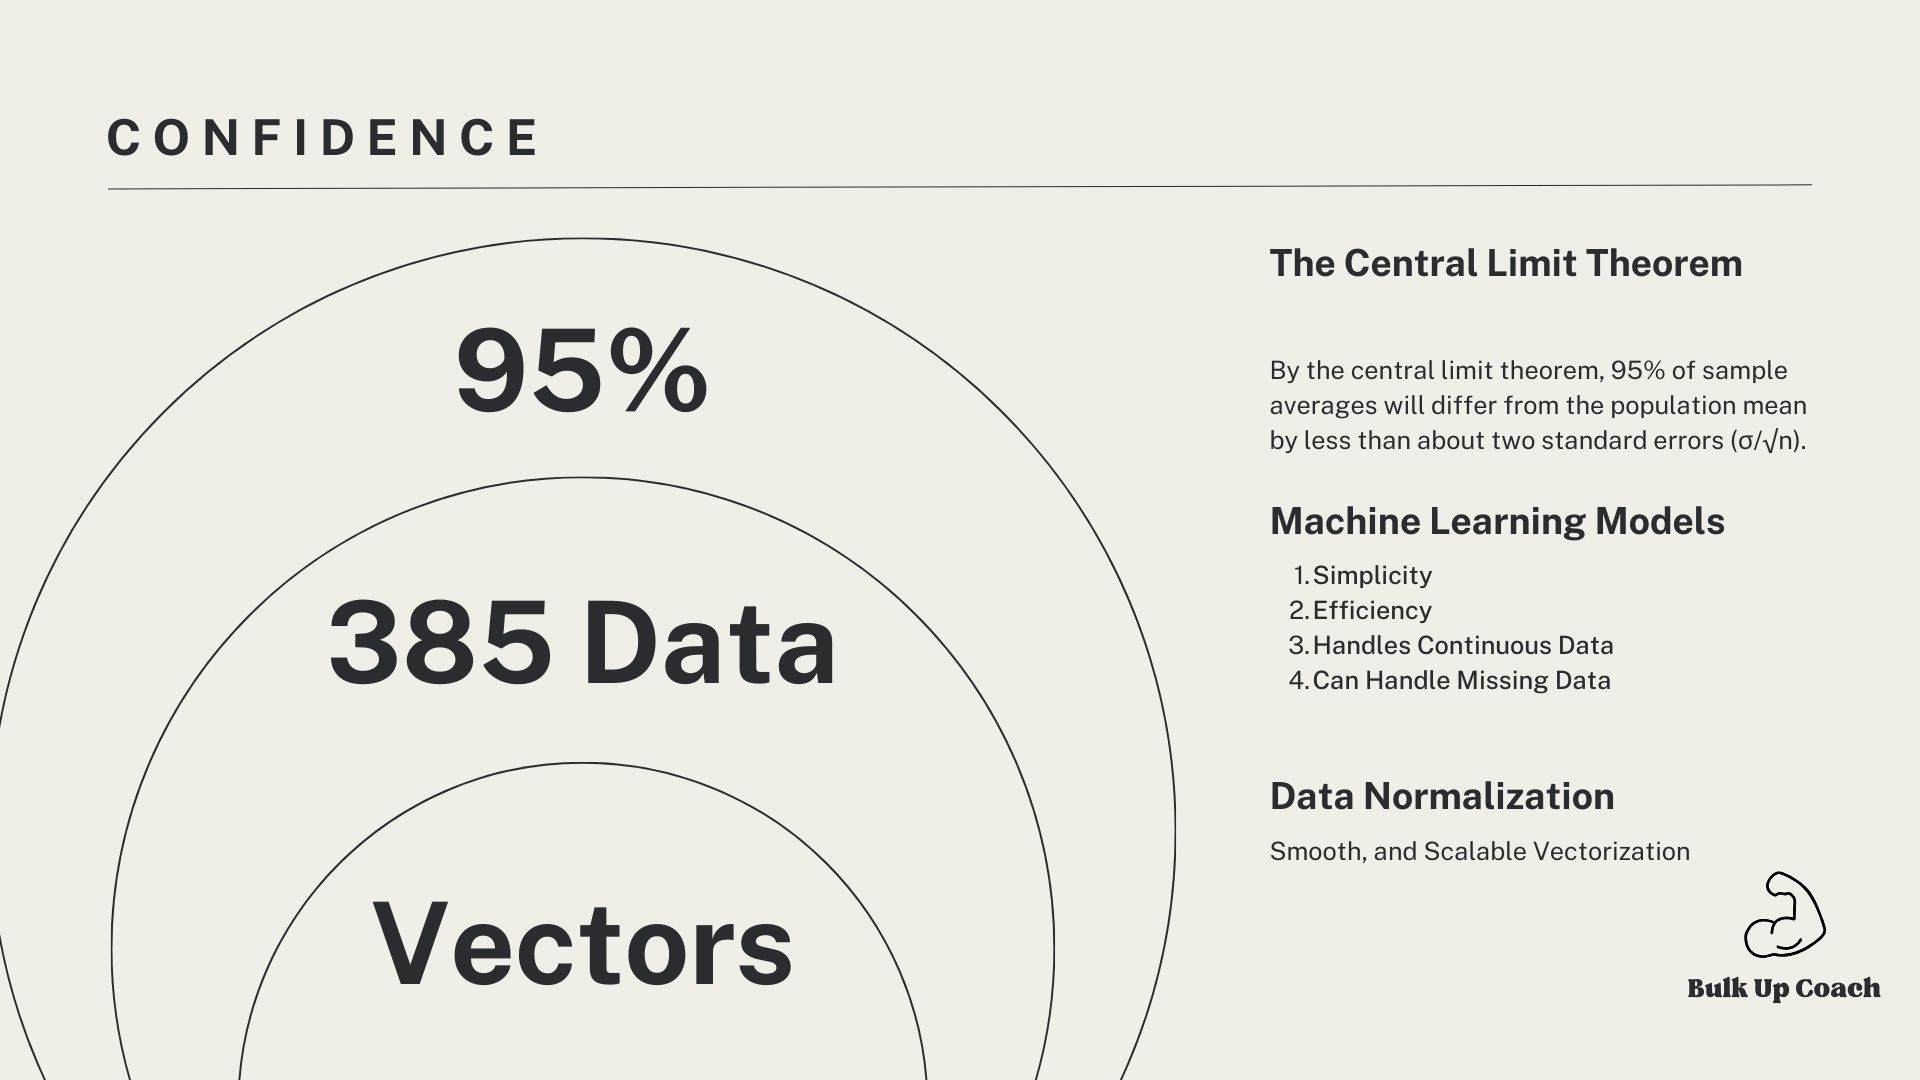 CONFIDENCE
95%
385 Data
Vectors
The Central Limit Theorem
By the central limit theorem, 95% of sample
averages will differ from the population mean
by less than about two standard errors (σ/√n).
Machine Learning Models
1. Simplicity
2. Efficiency
3. Handles Continuous Data
4. Can Handle Missing Data
Data Normalization
Smooth, and Scalable Vectorization
Bulk Up Coach